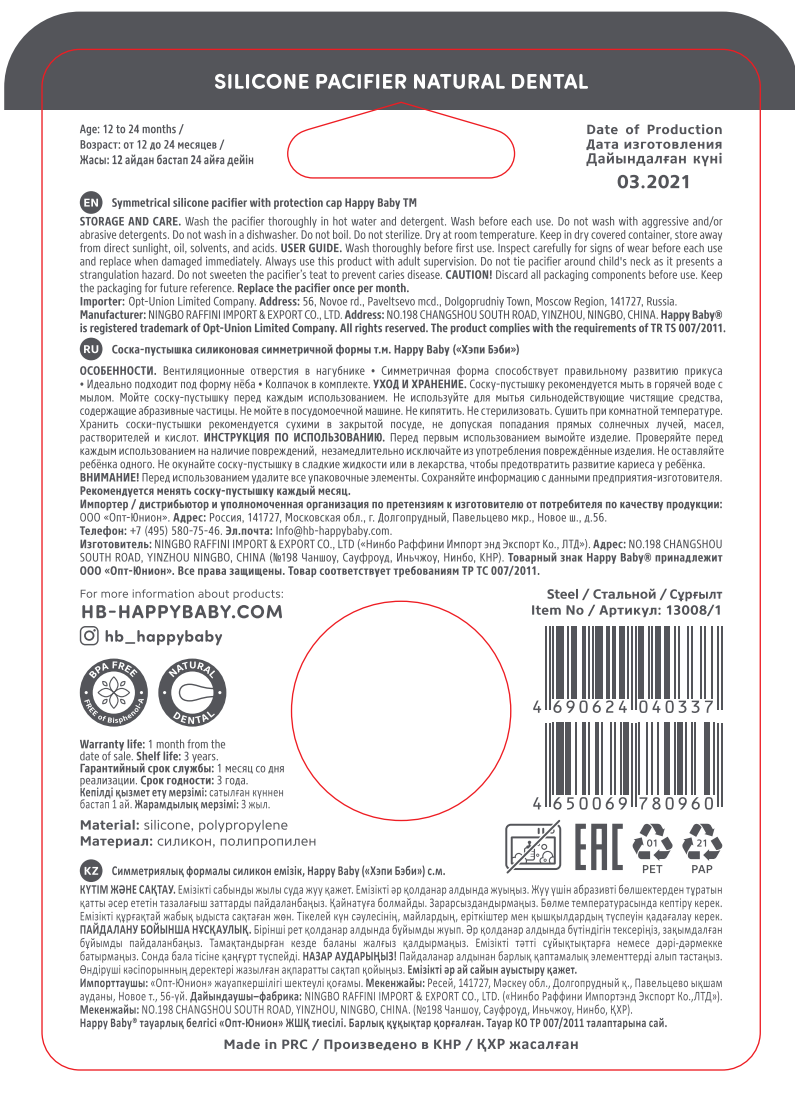 SILICONE PACIFIER NATURAL DENTAL
Age: 12 to 24 months /
Возраст: от 12 до 24 месяцев /
Жасы: 12 айдан бастап 24 айға дейін
Date of Production
Дата изготовления
Дайындалған күні
03.2021
EN Symmetrical silicone pacifier with protection cap Happy Baby TM
STORAGE AND CARE. Wash the pacifier thoroughly in hot water and detergent. Wash before each use. Do not wash with aggressive and/or
abrasive detergents. Do not wash in a dishwasher. Do not boil. Do not sterilize. Dry at room temperature. Keep in dry covered container, store away
from direct sunlight, oil, solvents, and acids. USER GUIDE. Wash thoroughly before first use. Inspect carefully for signs of wear before each use
and replace when damaged immediately. Always use this product with adult supervision. Do not tie pacifier around child's neck as it presents a
strangulation hazard. Do not sweeten the pacifier's teat to prevent caries disease. CAUTION! Discard all packaging components before use. Keep
the packaging for future reference. Replace the pacifier once per month.
Importer: Opt-Union Limited Company. Address: 56, Novoe rd., Paveltsevo mcd., Dolgoprudniy Town, Moscow Region, 141727, Russia.
Manufacturer: NINGBO RAFFINI IMPORT & EXPORT CO., LTD. Address: NO.198 CHANGSHOU SOUTH ROAD, YINZHOU, NINGBO, CHINA. Happy Baby®
is registered trademark of Opt-Union Limited Company. All rights reserved. The product complies with the requirements of TR TS 007/2011.
RU Соска-пустышка силиконовая симметричной формы т.м. Happy Baby («Хэпи Бэби»)
ОСОБЕННОСТИ. Вентиляционные отверстия в нагубнике • Симметричная форма способствует правильному развитию прикуса
• Идеально подходит под форму нёба • Колпачок в комплекте. УХОД И ХРАНЕНИЕ. Соску-пустышку рекомендуется мыть в горячей воде с
мылом. Мойте соску-пустышку перед каждым использованием. Не используйте для мытья сильнодействующие чистящие средства,
содержащие абразивные частицы. Не мойте в посудомоечной машине. Не кипятить. Не стерилизовать. Сушить при комнатной температуре.
Хранить соски-пустышки рекомендуется сухими в закрытой посуде, не допуская попадания прямых солнечных лучей, масел,
растворителей и кислот. ИНСТРУКЦИЯ ПО ИСПОЛЬЗОВАНИЮ. Перед первым использованием вымойте изделие. Проверяйте перед
каждым использованием на наличие повреждений, незамедлительно исключайте из употребления повреждённые изделия. Не оставляйте
ребёнка одного. Не окунайте соску-пустышку в сладкие жидкости или в лекарства, чтобы предотвратить развитие кариеса у ребёнка.
ВНИМАНИЕ! Перед использованием удалите все упаковочные элементы. Сохраняйте информацию с данными предприятия-изготовителя.
Рекомендуется менять соску-пустышку каждый месяц.
Импортер / дистрибьютор и уполномоченная организация по претензиям к изготовителю от потребителя по качеству продукции:
ООО «Опт-Юнион». Адрес: Россия, 141727, Московская обл., г. Долгопрудный, Павельцево мкр., Новое ш., д.56.
Телефон: +7 (495) 580-75-46. Эл.почта: Info@hb-happybaby.com.
Изготовитель: NINGBO RAFFINI IMPORT & EXPORT CO., LTD («Нинбо Раффини Импорт энд Экспорт Ко., ЛТД»). Адрес: NO.198 CHANGSHOU
SOUTH ROAD, YINZHOU NINGBO, CHINA (№198 Чаншоу, Сауфроуд, Иньчжоу, Нинбо, КНР). Товарный знак Happy Baby® принадлежит
ООО «Опт-Юнион». Все права защищены. Товар соответствует требованиям ТР ТС 007/2011.
For more information about products:
HB-HAPPYBABY.COM
hb_happybaby
Steel / Стальной / Сұрғылт
Item No / Артикул: 13008/1
BPA FREE
FREE of Bisphenol-A
NATURAL
DENTAL
4 690624 040337
4 650069 780960
Warranty life: 1 month from the
date of sale. Shelf life: 3 years.
Гарантийный срок службы: 1 месяц со дня
реализации. Срок годности: 3 года.
Кепілді қызмет ету мерзімі: сатылған күннен
бастап 1 ай. Жарамдылық мерзімі: 3 жыл.
Material: silicone, polypropylene
Материал: силикон, полипропилен
EAC
01
PET
21
PAP
KZ Симметриялық формалы силикон емізік, Happy Baby («Хэпи Бэби») с.м.
КҮТІМ ЖӘНЕ САҚТАУ. Емізікті сабынды жылы суда жуу қажет. Емізікті әр қолданар алдында жуыңыз. Жуу үшін абразивті бөлшектерден тұратын
қатты әсер ететін тазалағыш заттарды пайдаланбаңыз. Қайнатуға болмайды. Зарарсыздандырмаңыз. Бөлме температурасында кептіру керек.
Емізікті құрғақтай жабық ыдыста сақтаған жөн. Тікелей күн сәулесінің, майлардың, еріткіштер мен қышқылдардың түспеуін қадағалау керек.
ПАЙДАЛАНУ БОЙЫНША НҰСҚАУЛЫҚ. Бірінші рет қолданар алдында бұйымды жуып. Әр қолданар алдында бүтіндігін тексеріңіз, зақымдалған
бұйымды пайдаланбаңыз. Тамақтандырған кезде баланы жалғыз қалдырмаңыз. Емізікті тәтті сұйықтықтарға немесе дәрі-дәрмекке
батырмаңыз. Сонда бала тісіне қаңғұрт түспейді. НАЗАР АУДАРЫҢЫЗ! Пайдаланар алдынан барлық қаптамалық элементтерді алып тастаңыз.
Өндіруші кәсіпорынның деректері жазылған ақпаратты сақтап қойыңыз. Емізікті әр ай сайын ауыстыру қажет.
Импорттаушы: «Опт-Юнион» жауапкершілігі шектеулі қоғамы. Мекенжайы: Ресей, 141727, Мәскеу обл., Долгопрудный қ., Павельцево ықшам
ауданы, Новое т., 56-үй. Дайындаушы–фабрика: NINGBO RAFFINI IMPORT & EXPORT CO., LTD. («Нинбо Раффини Импортэнд Экспорт Ко.,ЛТД»).
Мекенжайы: NO.198 CHANGSHOU SOUTH ROAD, YINZHOU, NINGBO, CHINA. (№198 Чаншоу, Сауфроуд, Иньчжоу, Нинбо, ҚХР).
Happy Baby® тауарлық белгісі «Опт-Юнион» ЖШҚ тиесілі. Барлық құқықтар қорғалған. Тауар КО ТР 007/2011 талаптарына сай.
Made in PRC / Произведено в КНР / ҚХР жасалған